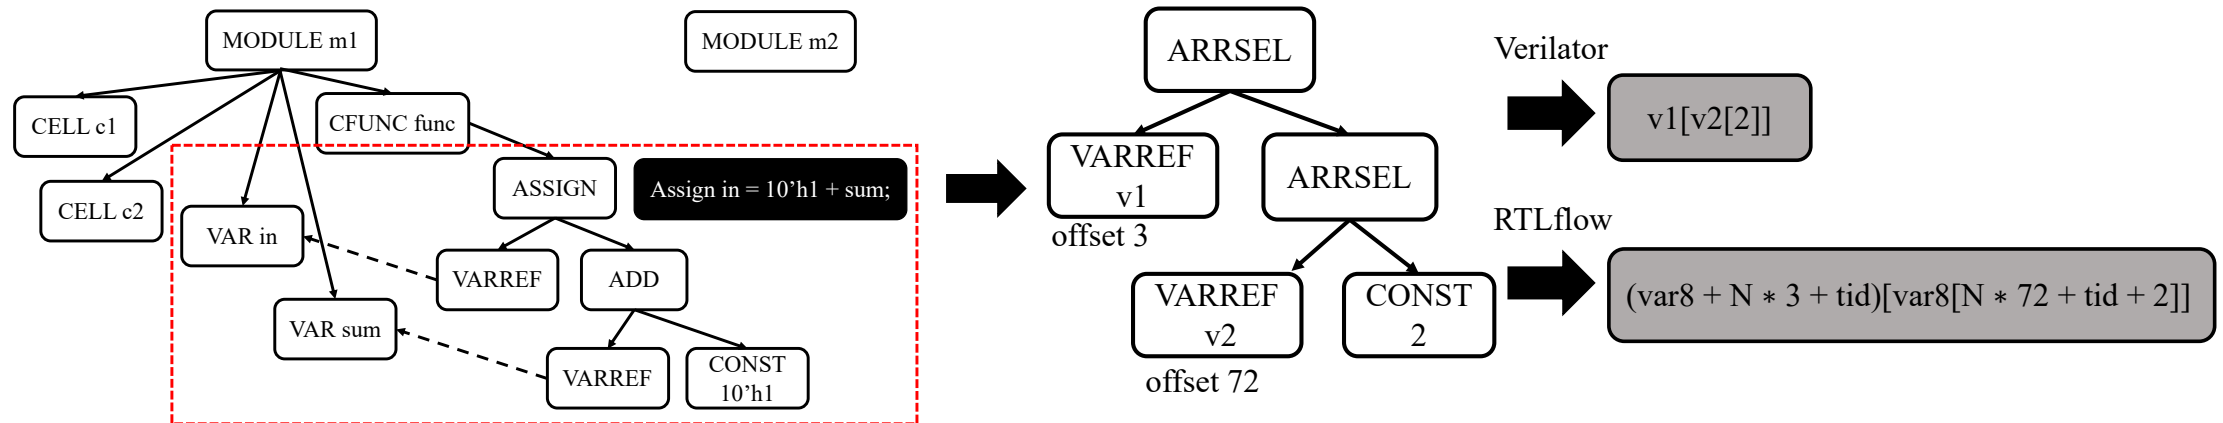 MODULE m1
MODULE m2
CELL c1
CFUNC func
CELL c2
VAR in
VAR sum
ASSIGN
Assign in = 10’h1 + sum;
VARREF
ADD
VARREF
CONST
10’h1
ARRSEL
VARREF
v1
offset 3
ARRSEL
VARREF
v2
offset 72
CONST
2
Verilator
v1[v2[2]]
RTLflow
(var8 + N ∗ 3 + tid)[var8[N ∗ 72 + tid + 2]]